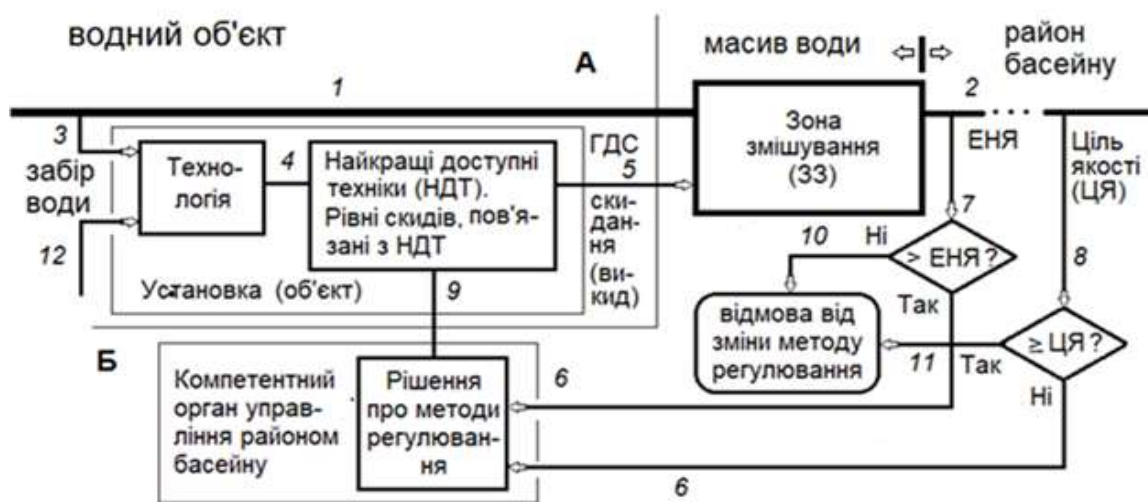 водний об'єкт
А
масив води
район
басейну
1
2
3
забір
води
12
Техно-
логія
4
Найкращі доступні
техніки (НДТ).
Рівні скидів, пов'я-
зані з НДТ
ГДС
5
ски-
дан-
ня
(ви-
кид)
Установка (об'єкт)
9
Зона
змішування
(ЗЗ)
ЕНЯ
Ціль
якості
(ЦЯ)
7
8
10
Ні
> ЕНЯ?
Так
відмова від
зміни методу
регулювання
11
Так
≥ ЦЯ?
Ні
Б
Компетентний
орган управ-
ління районом
басейну
Рішення
про методи
регулюван-
ня
6
6